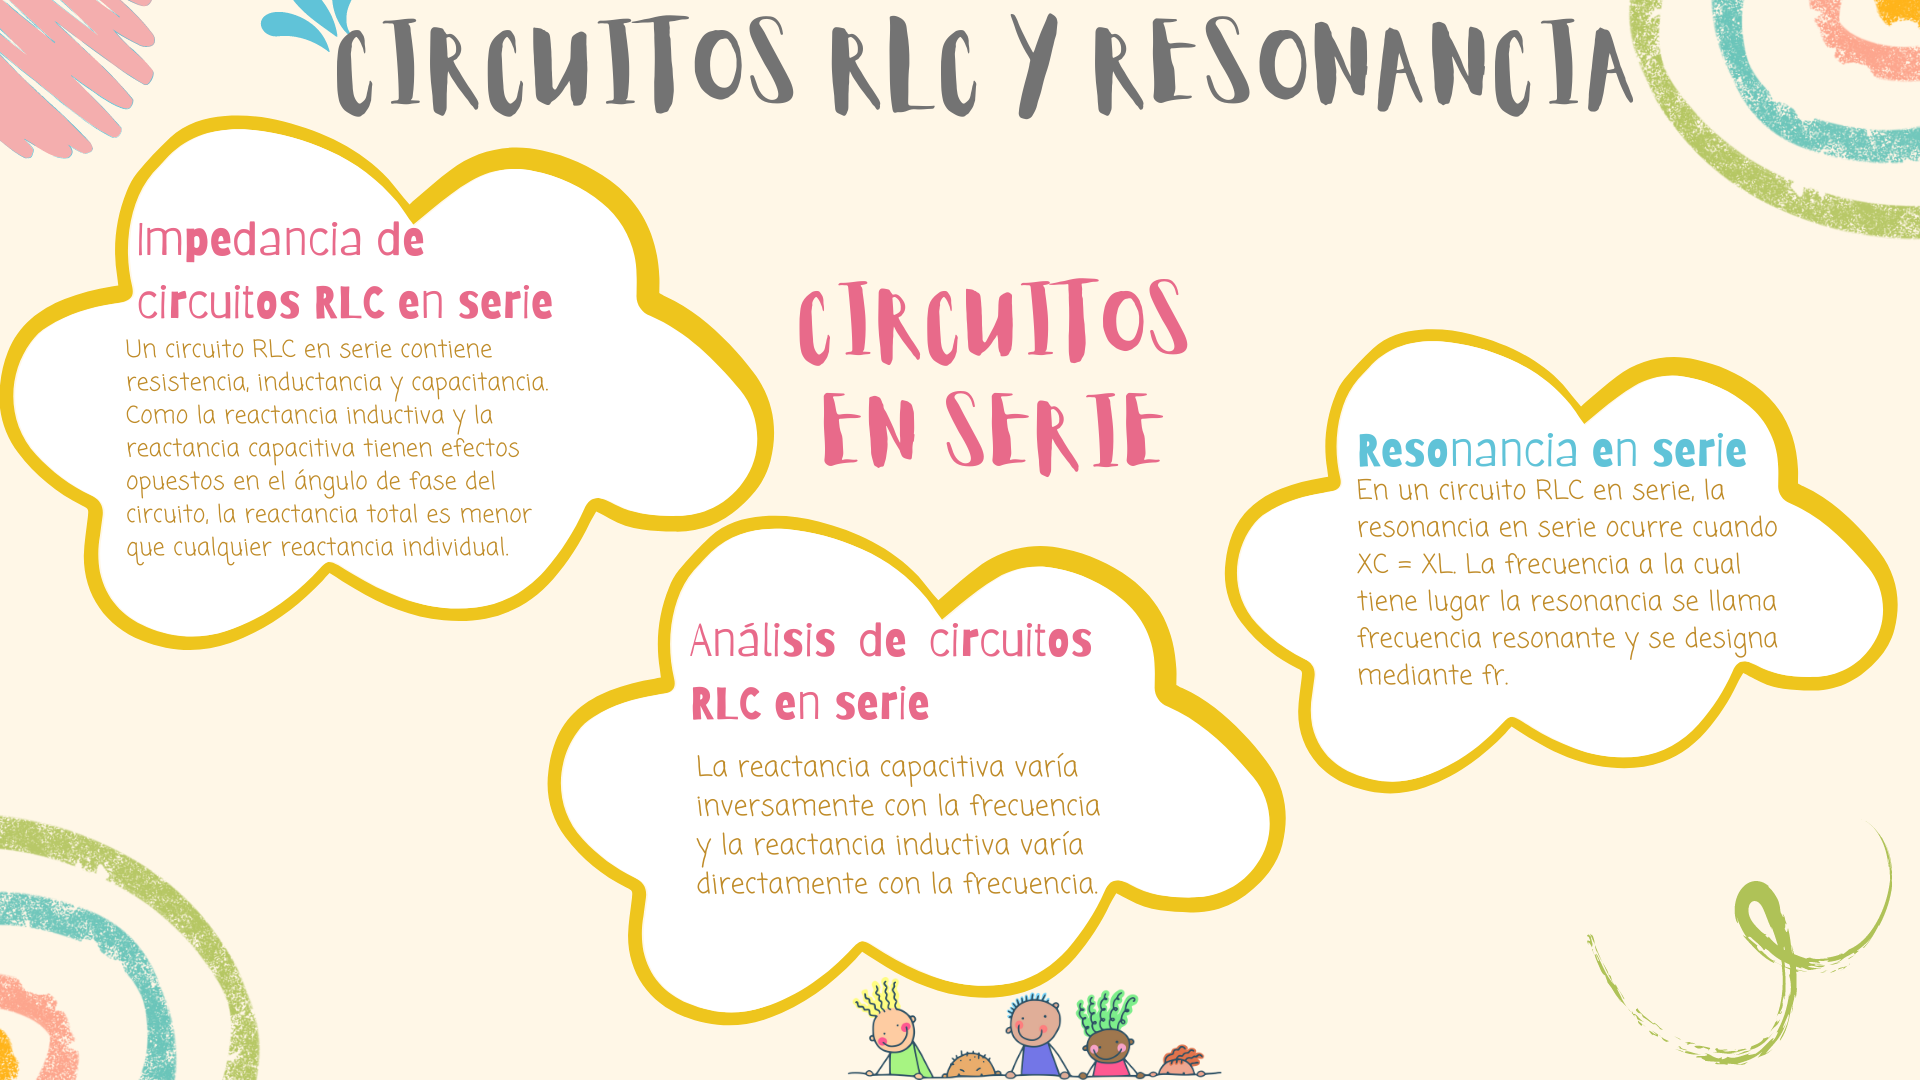 CIRCUITOS RLC Y RESONANCIA
Impedancia de
circuitos RLC en serie
Un circuito RLC en serie contiene
resistencia, inductancia y capacitancia.
Como la reactancia inductiva y la
reactancia capacitiva tienen efectos
opuestos en el ángulo de fase del
circuito, la reactancia total es menor
que cualquier reactancia individual.
CIRCUITOS
EN SERIE
Análisis de circuitos
RLC en serie
La reactancia capacitiva varía
inversamente con la frecuencia
y la reactancia inductiva varía
directamente con la frecuencia.
Resonancia en serie
En un circuito RLC en serie, la
resonancia en serie ocurre cuando
XC = XL. La frecuencia a la cual
tiene lugar la resonancia se llama
frecuencia resonante y se designa
mediante fr.